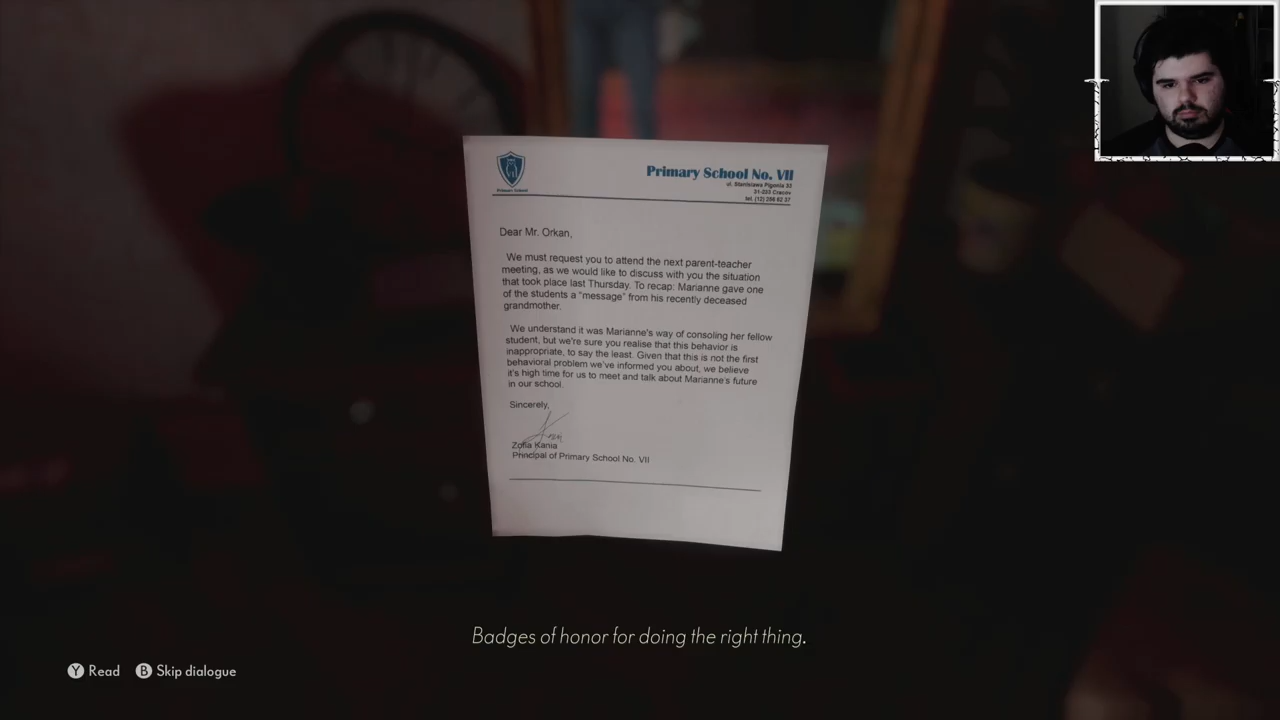 Primary School No. VII
ul. Stanisława Pigonia 33
31-233 Cracov
tel. (12) 256 62 37
Primary School
Dear Mr. Orkan,
We must request you to attend the next parent-teacher
meeting, as we would like to discuss with you the situation
that took place last Thursday. To recap: Marianne gave one
of the students a "message" from his recently deceased
grandmother.
We understand it was Marianne's way of consoling her fellow
student, but we're sure you realise that this behavior is
inappropriate, to say the least. Given that this is not the first
behavioral problem we've informed you about, we believe
it's high time for us to meet and talk about Marianne's future
in our school.
Sincerely,
Zofia Kania
Principal of Primary School No. VII
Badges of honor for doing the right thing.
Y Read B Skip dialogue